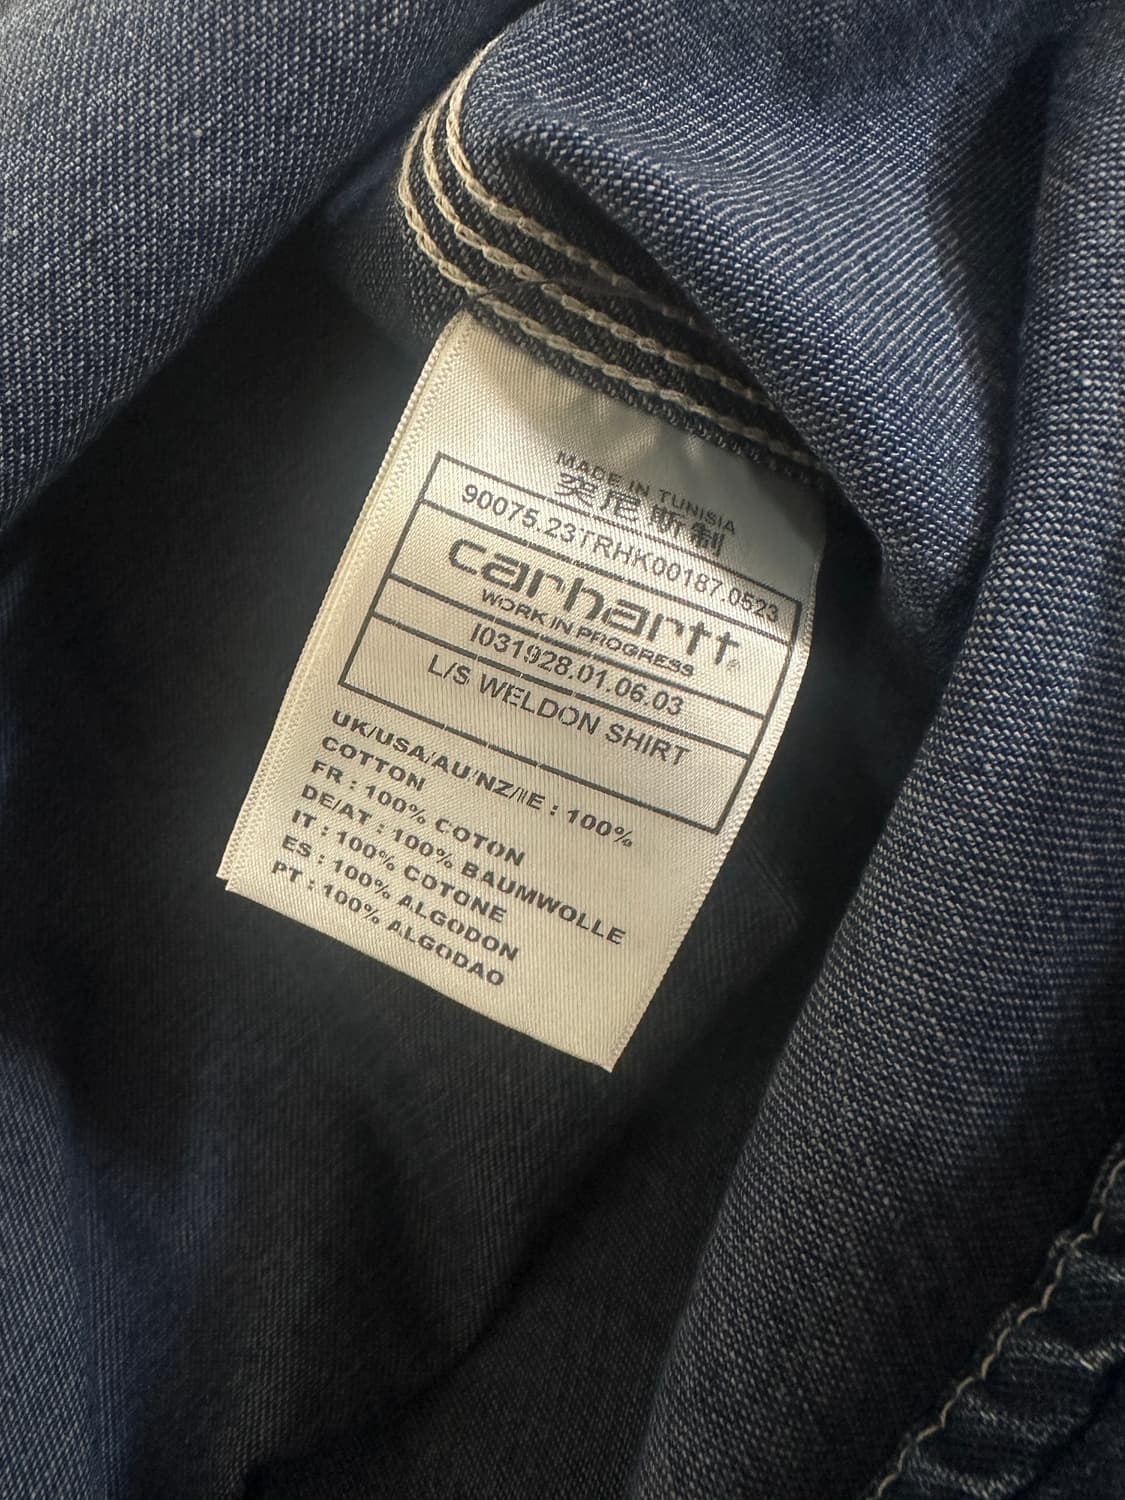 MADE IN TUNISIA
突尼斯制
90075.23TRHK00187.0523
carhartt®
WORK IN PROGRESS
I031928.01.06.03
L/S WELDON SHIRT
UK/USA/AU/NZ/IE : 100%
COTTON
FR : 100% COTON
DE/AT : 100% BAUMWOLLE
IT : 100% COTONE
ES : 100% ALGODON
PT : 100% ALGODAO